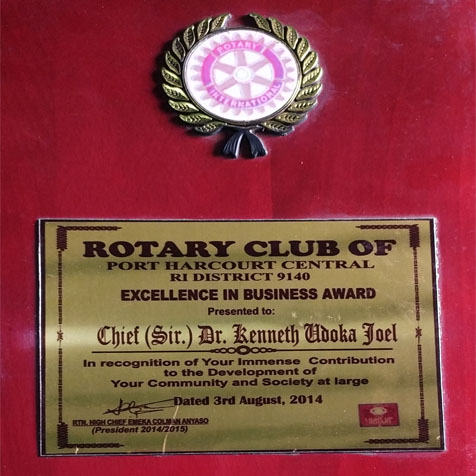 ROTARY
INTERNATIONAL
ROTARY CLUB OF
PORT HARCOURT CENTRAL
RI DISTRICT 9140
EXCELLENCE IN BUSINESS AWARD
Presented to:
Chief (Sir.) Dr. Kenneth Udoka Joel
In recognition of Your Immense Contribution
to the Development of
Your Community and Society at large
Dated 3rd August, 2014
RTN. HIGH CHIEF EMEKA COLMAN ANYASO
(President 2014/2015)